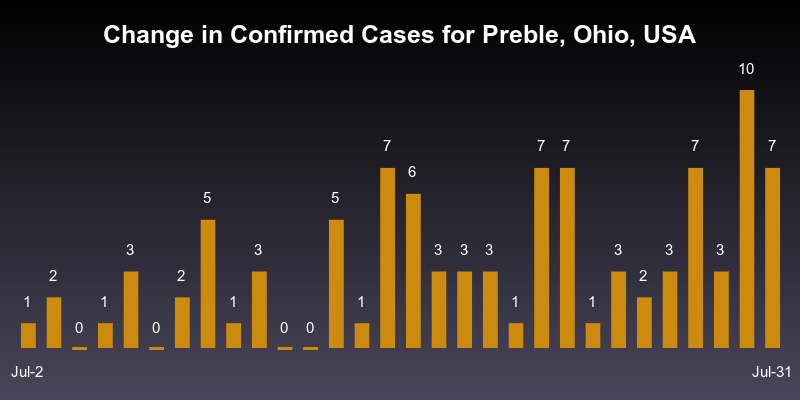 Change in Confirmed Cases for Preble, Ohio, USA
10
7 7 7 7 7
6
5 5
3 3 3 3 3 3 3 3
2 2 2
1 1 1 1 1 1
0 0 0 0
Jul-2 Jul-31